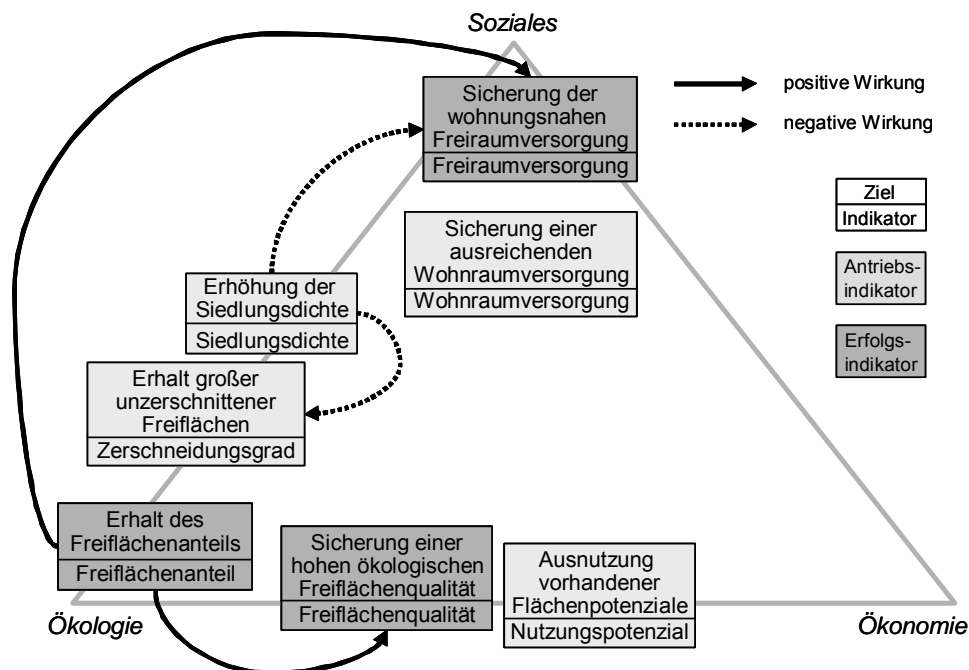 Soziales
Sicherung der
wohnungsnahen
Freiraumversorgung
Freiraumversorgung
positive Wirkung
negative Wirkung
Ziel
Indikator
Antriebs-
indikator
Erfolgs-
indikator
Sicherung einer
ausreichenden
Wohnraumversorgung
Wohnraumversorgung
Erhöhung der
Siedlungsdichte
Siedlungsdichte
Erhalt großer
unzerschnittener
Freiflächen
Zerschneidungsgrad
Erhalt des
Freiflächenanteils
Freiflächenanteil
Sicherung einer
hohen ökologischen
Freiflächenqualität
Freiflächenqualität
Ausnutzung
vorhandener
Flächenpotenziale
Nutzungspotenzial
Ökologie
Ökonomie